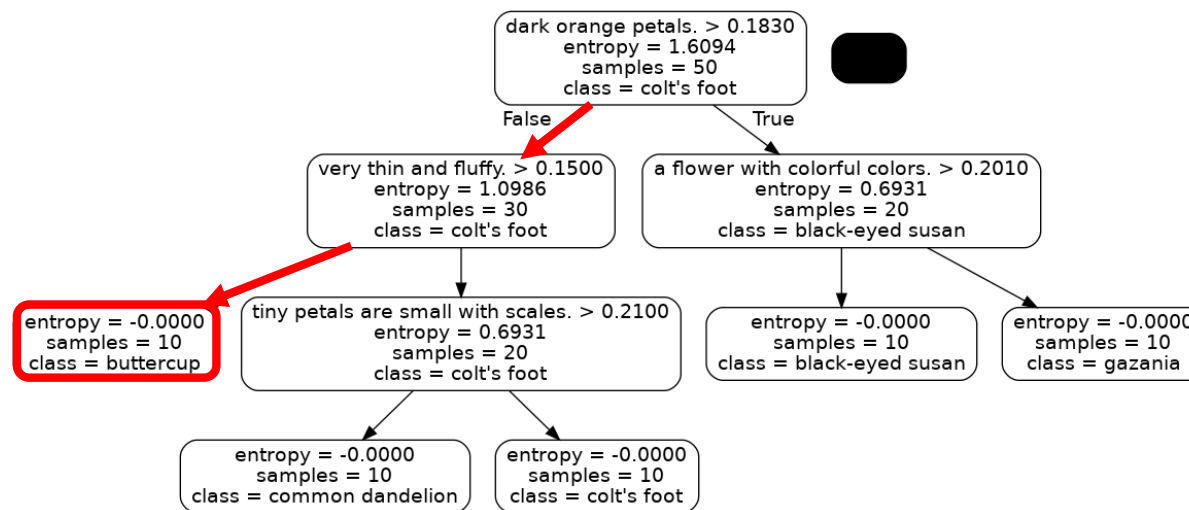 dark orange petals. > 0.1830
entropy = 1.6094
samples = 50
class = colt's foot
False
True
very thin and fluffy. > 0.1500
entropy = 1.0986
samples = 30
class = colt's foot
a flower with colorful colors. > 0.2010
entropy = 0.6931
samples = 20
class = black-eyed susan
entropy = -0.0000
samples = 10
class = buttercup
tiny petals are small with scales. > 0.2100
entropy = 0.6931
samples = 20
class = colt's foot
entropy = -0.0000
samples = 10
class = black-eyed susan
entropy = -0.0000
samples = 10
class = gazania
entropy = -0.0000
samples = 10
class = common dandelion
entropy = -0.0000
samples = 10
class = colt's foot